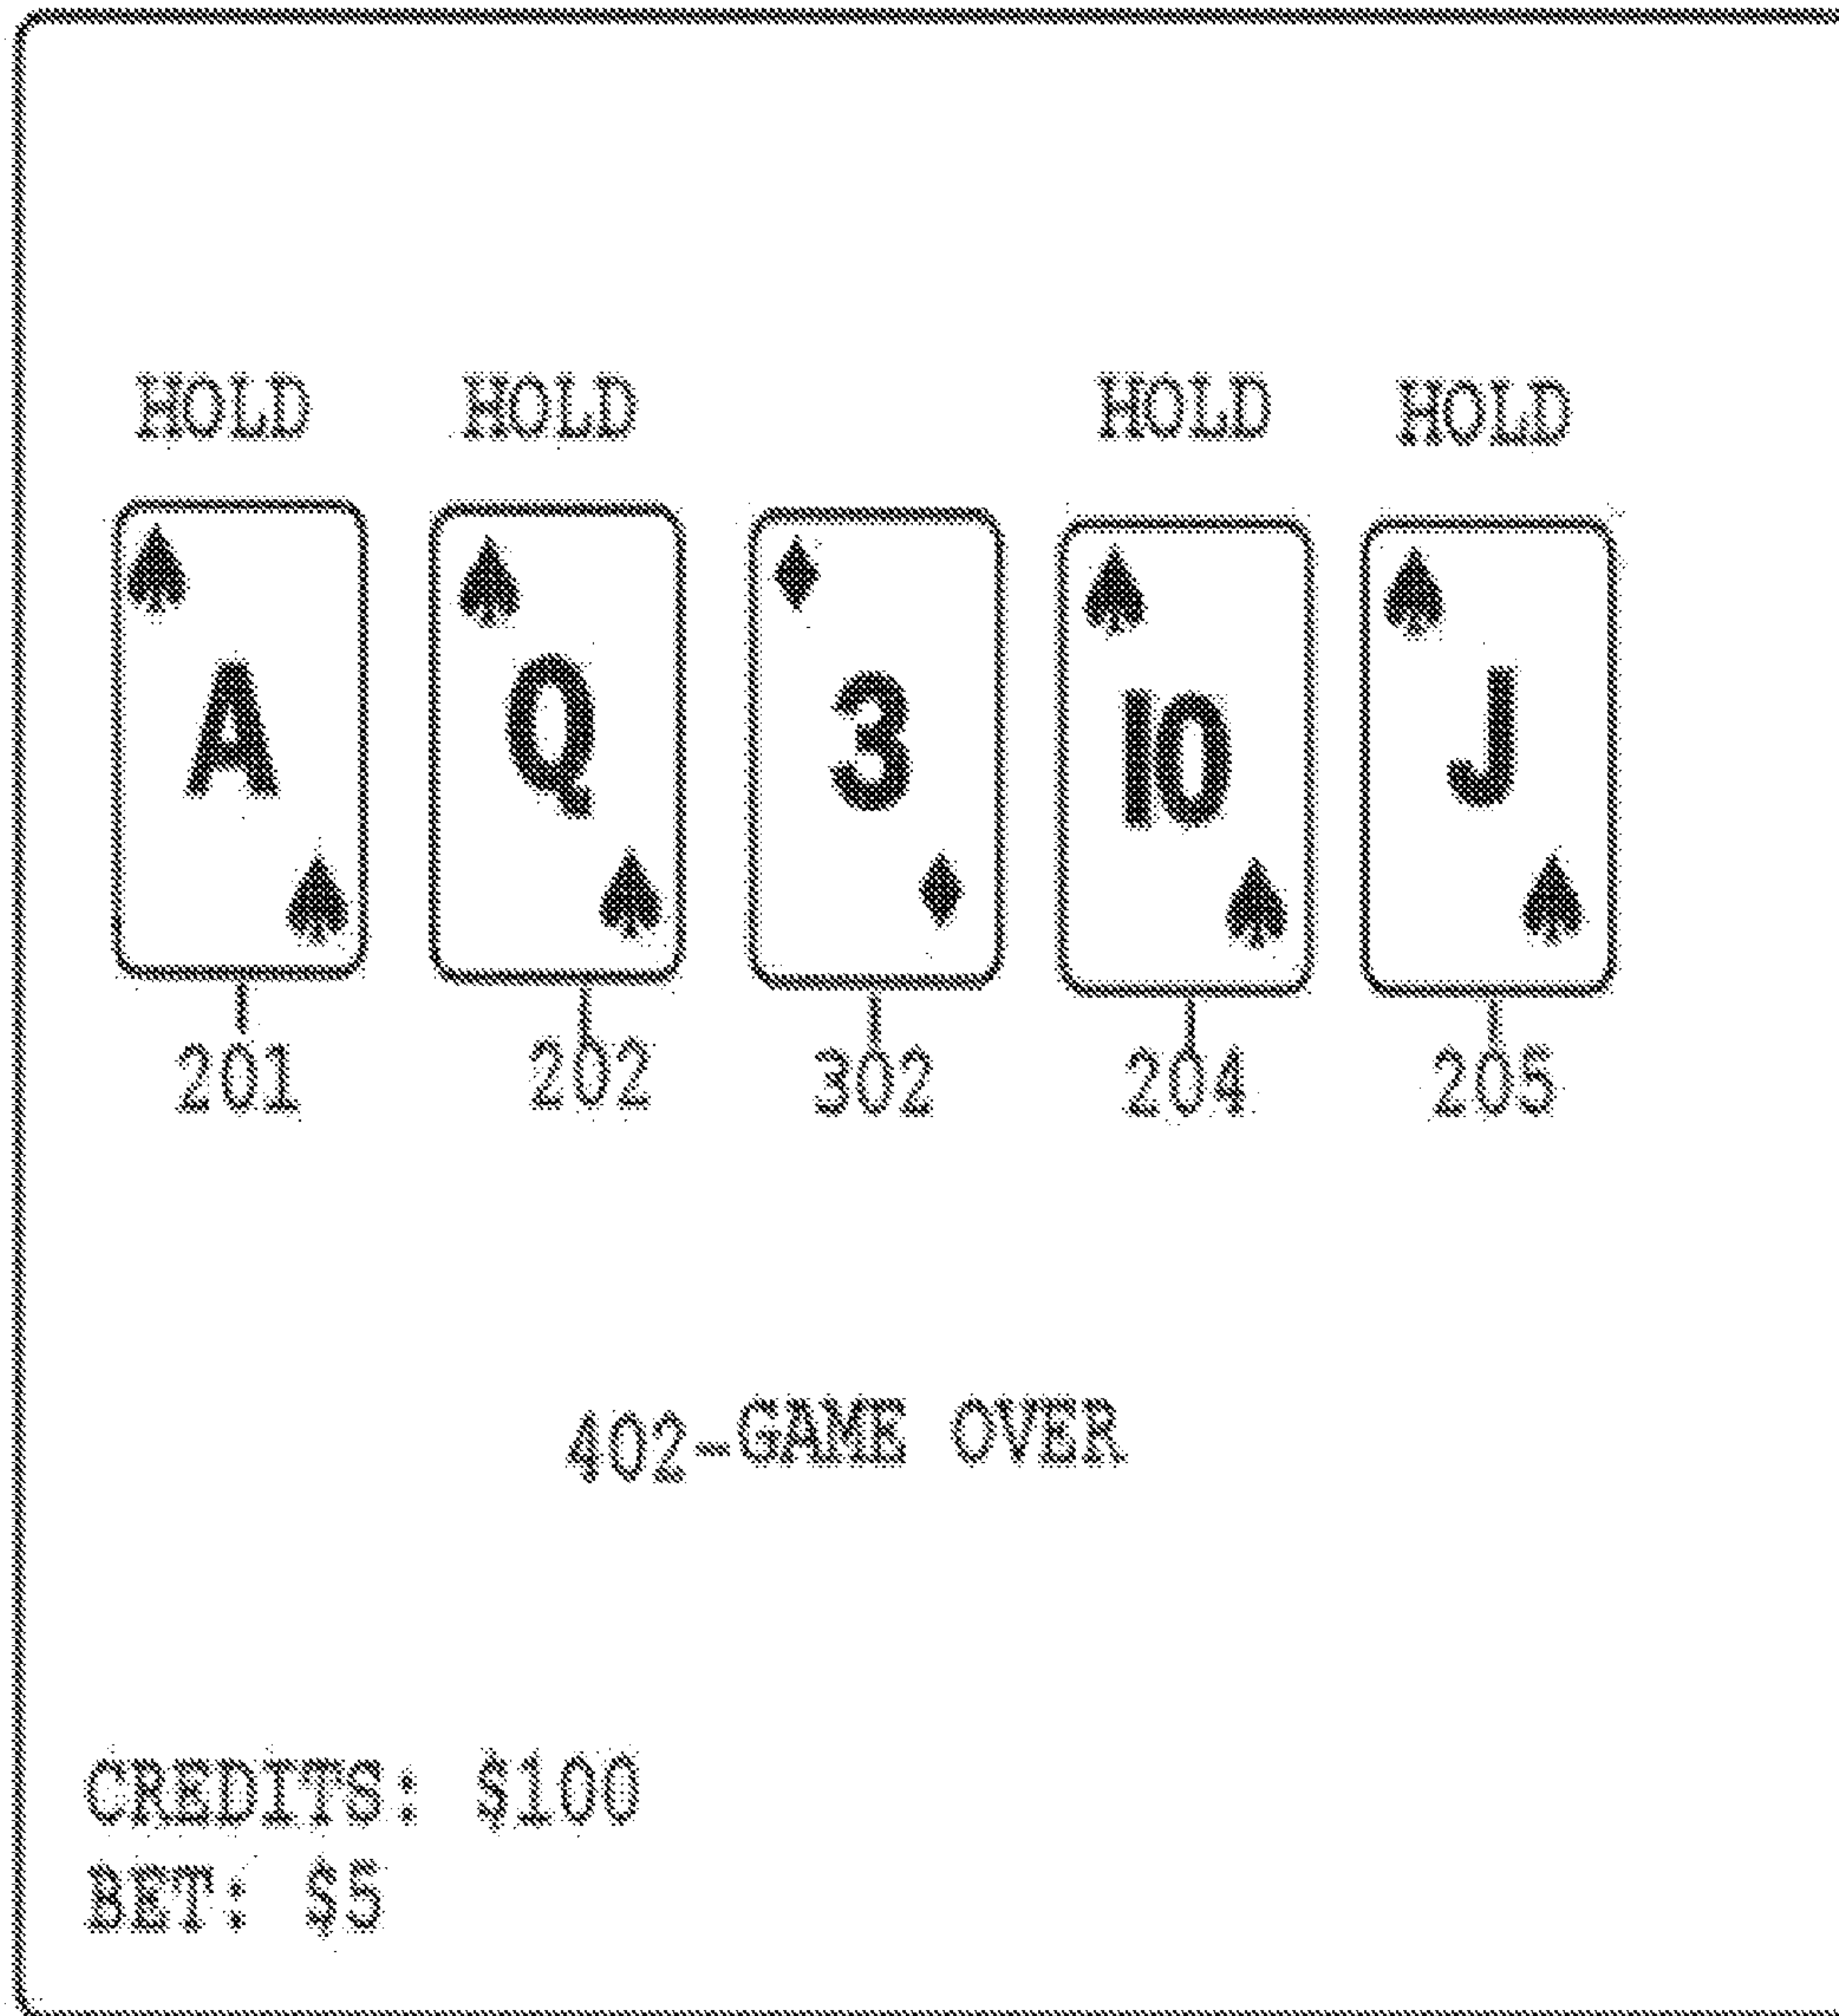 HOLD HOLD HOLD HOLD
A Q 3 10 J
201 202 302 204 205
402-GAME OVER
CREDITS: $100
BET: $5